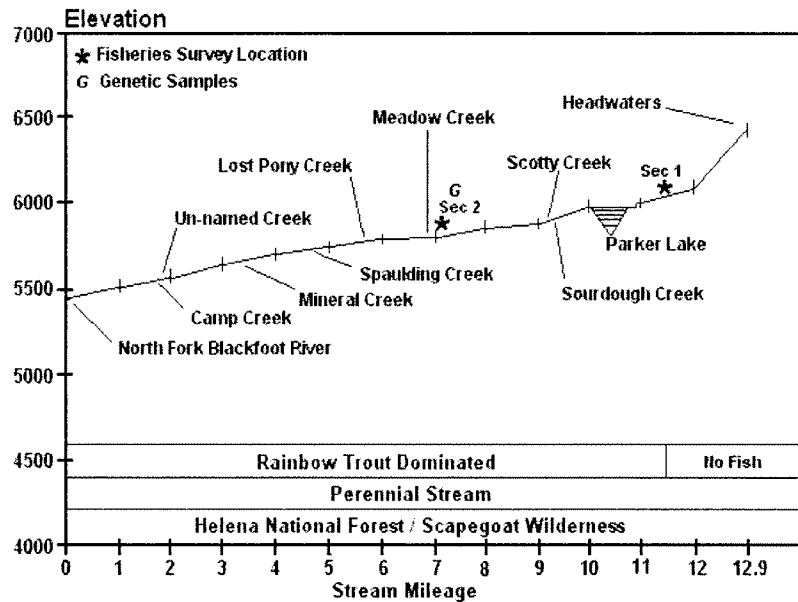 Elevation
7000
★ Fisheries Survey Location
G Genetic Samples
Headwaters
6500
Meadow Creek
Lost Pony Creek
Scotty Creek
Sec 1
G
Sec 2
6000
Un-named Creek
Parker Lake
Spaulding Creek
5500
Mineral Creek
Sourdough Creek
Camp Creek
North Fork Blackfoot River
5000
4500
Rainbow Trout Dominated
No Fish
Perennial Stream
Helena National Forest / Scapegoat Wilderness
4000
0 1 2 3 4 5 6 7 8 9 10 11 12 12.9
Stream Mileage